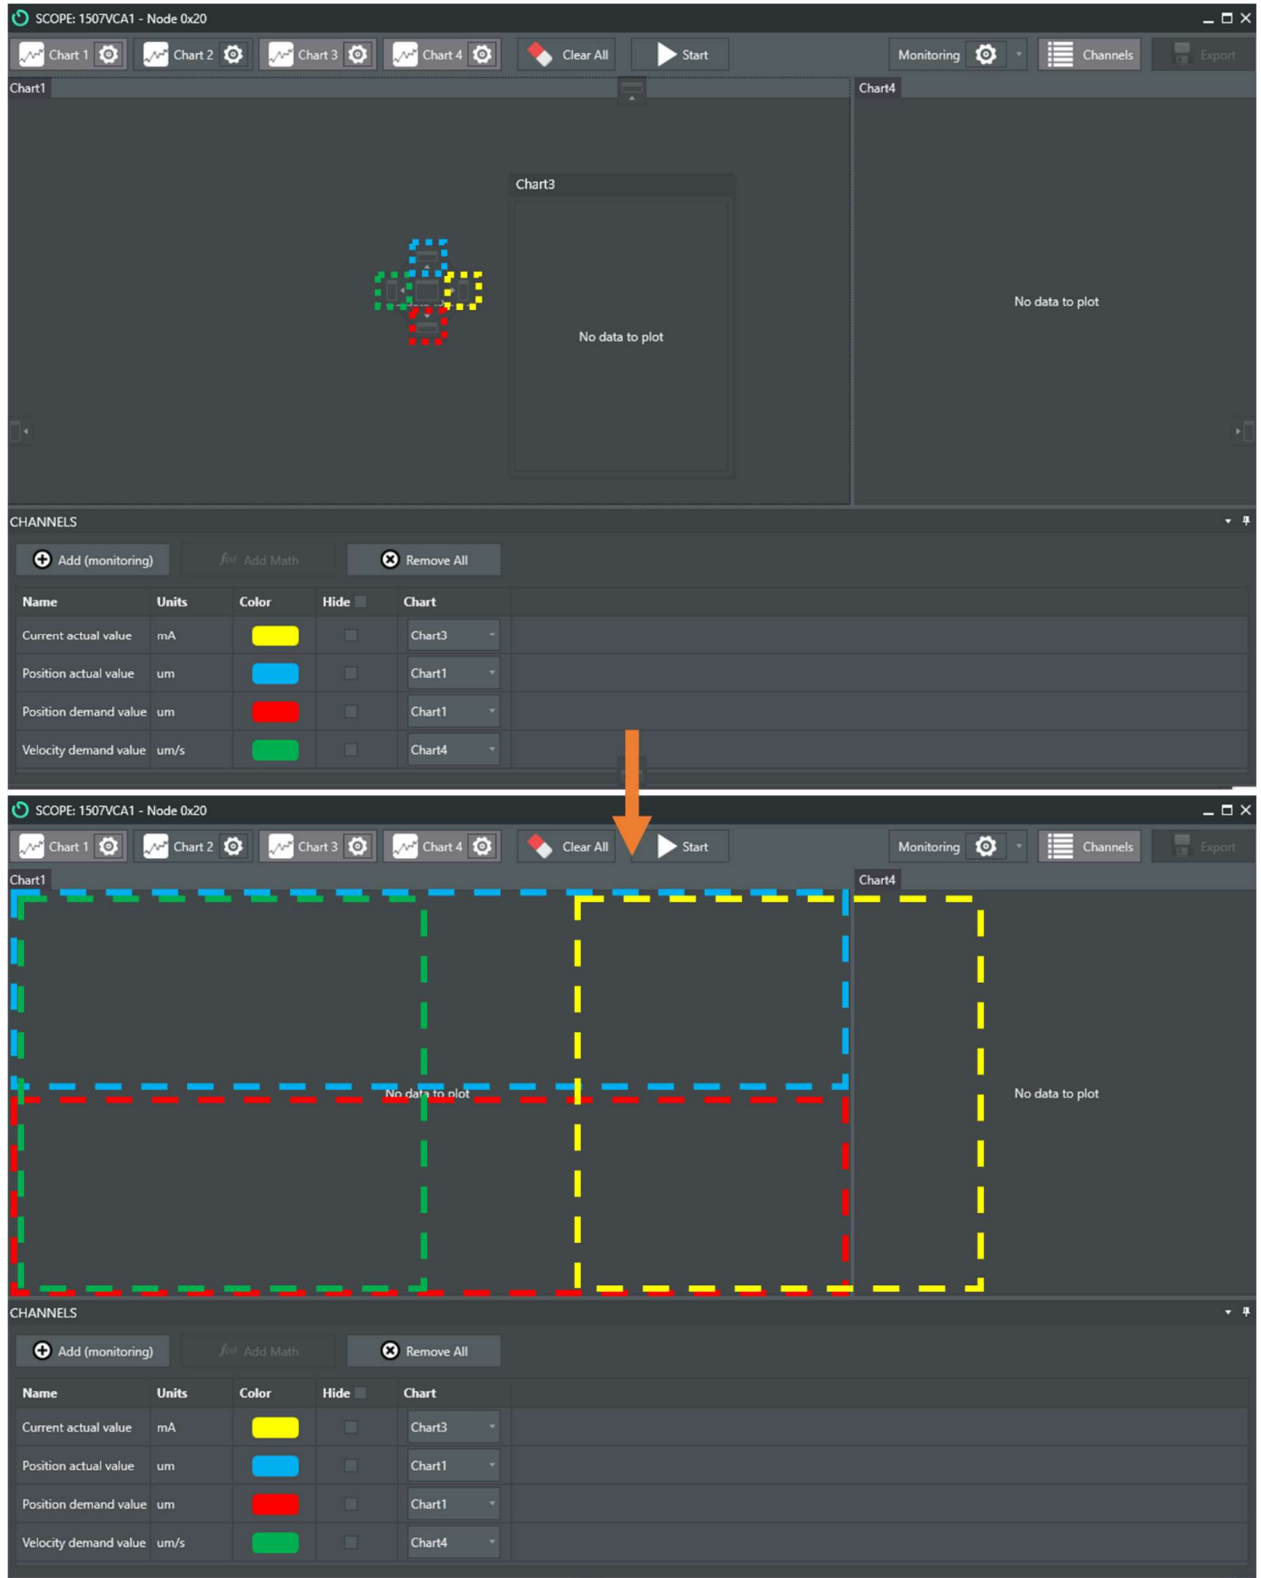 SCOPE: 1507VCA1 - Node 0x20
Chart 1 Chart 2 Chart 3 Chart 4 Clear All Start Monitoring Channels Export
Chart1 Chart4
Chart3
No data to plot
No data to plot
CHANNELS
Add (monitoring) f(x) Add Math Remove All
Name Units Color Hide Chart
Current actual value mA Chart3
Position actual value um Chart1
Position demand value um Chart1
Velocity demand value um/s Chart4
SCOPE: 1507VCA1 - Node 0x20
Chart 1 Chart 2 Chart 3 Chart 4 Clear All Start Monitoring Channels Export
Chart1 Chart4
No data to plot No data to plot
CHANNELS
Add (monitoring) f(x) Add Math Remove All
Name Units Color Hide Chart
Current actual value mA Chart3
Position actual value um Chart1
Position demand value um Chart1
Velocity demand value um/s Chart4